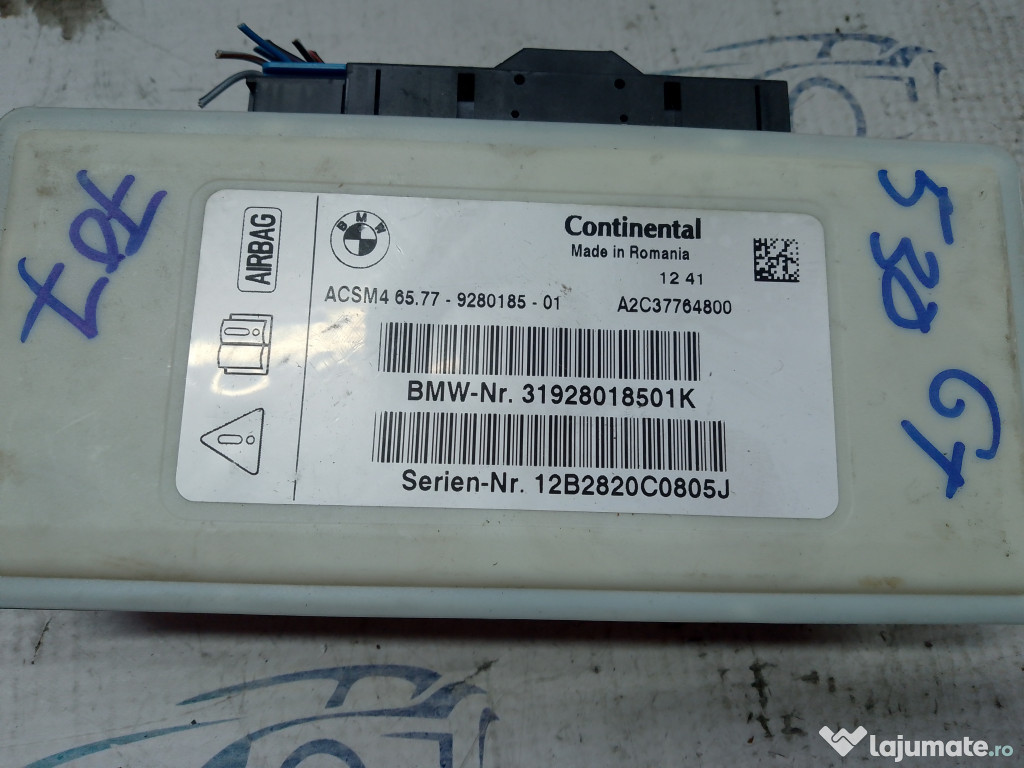 AIRBAG
BMW
Continental
Made in Romania
12 41
ACSM4 65.77 - 9280185 - 01 A2C37764800
BMW-Nr. 31928018501K
Serien-Nr. 12B2820C0805J
530 GT
lajumate.ro